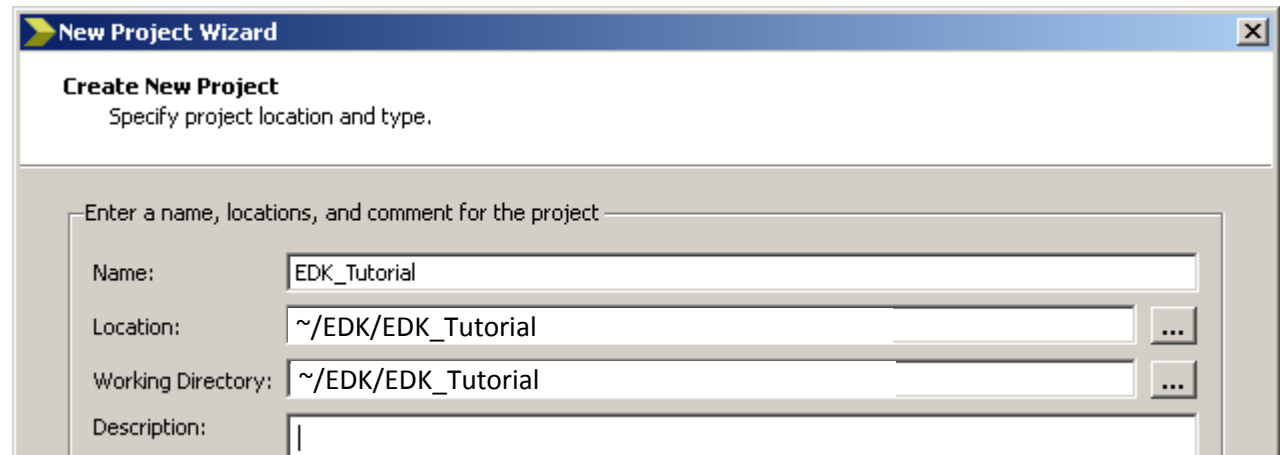 New Project Wizard
Create New Project
Specify project location and type.
Enter a name, locations, and comment for the project
Name: EDK_Tutorial
Location: ~/EDK/EDK_Tutorial ...
Working Directory: ~/EDK/EDK_Tutorial ...
Description: